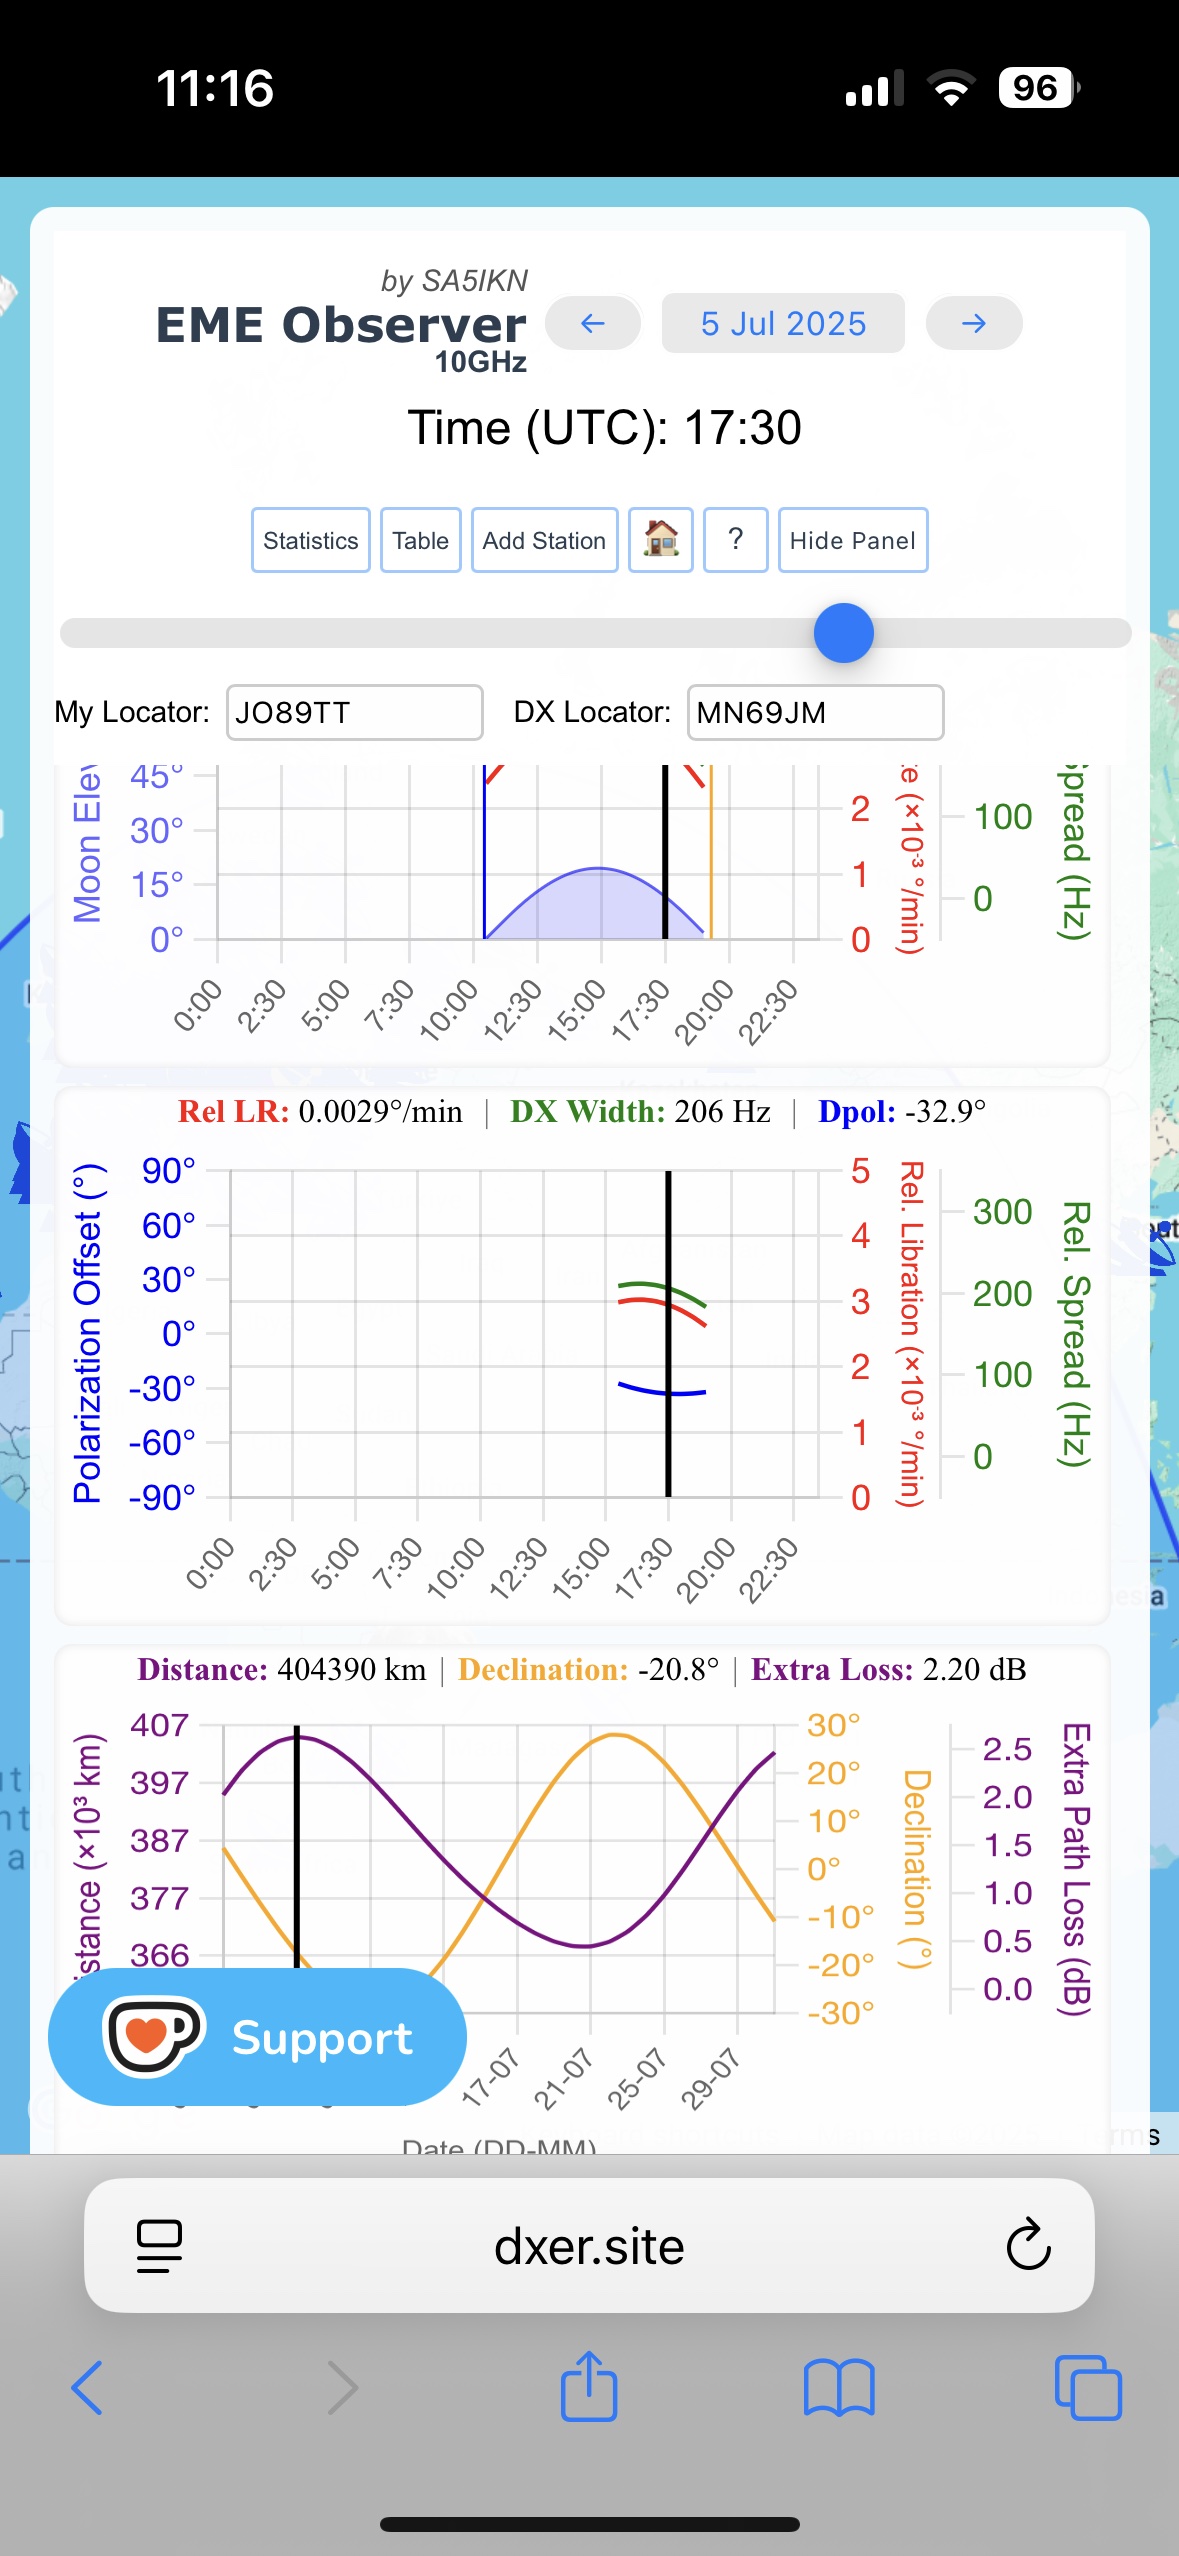 11:16
96
by SA5IKN
EME Observer
10GHz
← 5 Jul 2025 →
Time (UTC): 17:30
Statistics Table Add Station ? Hide Panel
My Locator: JO89TT DX Locator: MN69JM
Moon Elev
45°
30°
15°
0°
2
1
0
(×10⁻³ °/min)
100
0
Spread (Hz)
0:00 2:30 5:00 7:30 10:00 12:30 15:00 17:30 20:00 22:30
Rel LR: 0.0029°/min | DX Width: 206 Hz | Dpol: -32.9°
Polarization Offset (°)
90°
60°
30°
0°
-30°
-60°
-90°
5
4
3
2
1
0
Rel. Libration (×10⁻³ °/min)
300
200
100
0
Rel. Spread (Hz)
0:00 2:30 5:00 7:30 10:00 12:30 15:00 17:30 20:00 22:30
Distance: 404390 km | Declination: -20.8° | Extra Loss: 2.20 dB
stance (×10³ km)
407
397
387
377
366
30°
20°
10°
0°
-10°
-20°
-30°
Declination (°)
2.5
2.0
1.5
1.0
0.5
0.0
Extra Path Loss (dB)
17-07 21-07 25-07 29-07
Date (DD-MM)
Support
dxer.site